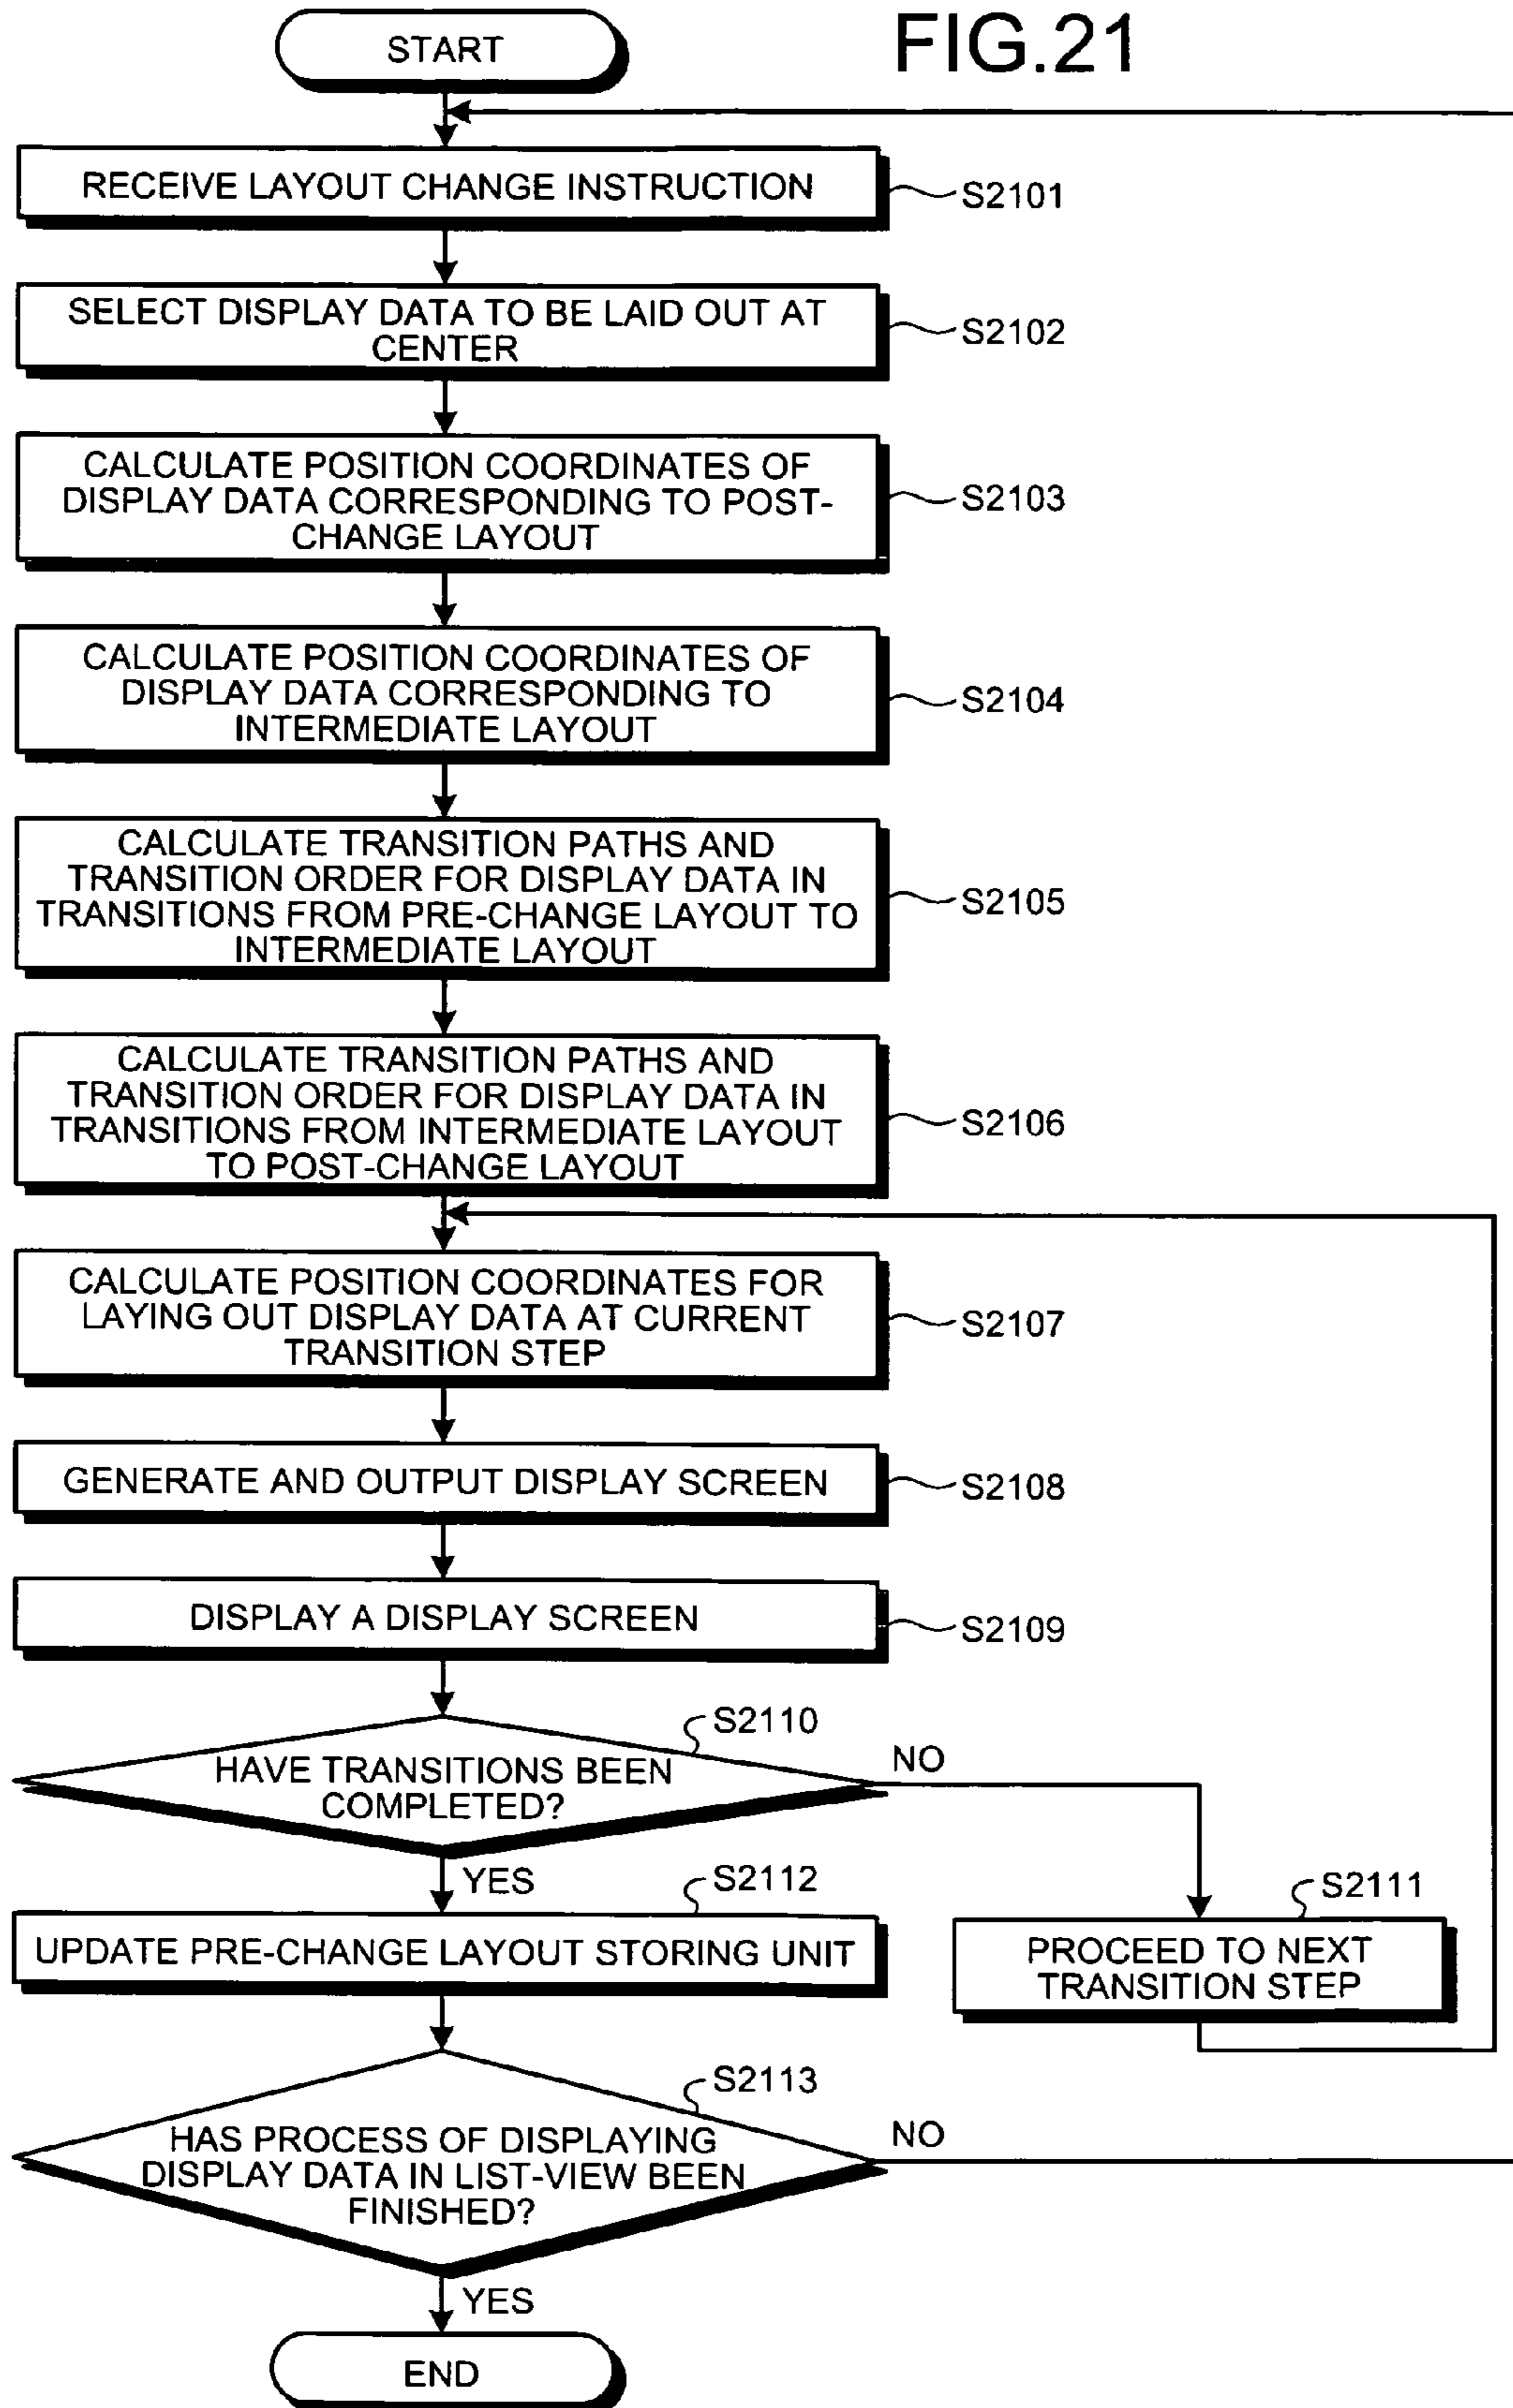 FIG.21
START
RECEIVE LAYOUT CHANGE INSTRUCTION
S2101
SELECT DISPLAY DATA TO BE LAID OUT AT
CENTER
S2102
CALCULATE POSITION COORDINATES OF
DISPLAY DATA CORRESPONDING TO POST-
CHANGE LAYOUT
S2103
CALCULATE POSITION COORDINATES OF
DISPLAY DATA CORRESPONDING TO
INTERMEDIATE LAYOUT
S2104
CALCULATE TRANSITION PATHS AND
TRANSITION ORDER FOR DISPLAY DATA IN
TRANSITIONS FROM PRE-CHANGE LAYOUT TO
INTERMEDIATE LAYOUT
S2105
CALCULATE TRANSITION PATHS AND
TRANSITION ORDER FOR DISPLAY DATA IN
TRANSITIONS FROM INTERMEDIATE LAYOUT
TO POST-CHANGE LAYOUT
S2106
CALCULATE POSITION COORDINATES FOR
LAYING OUT DISPLAY DATA AT CURRENT
TRANSITION STEP
S2107
GENERATE AND OUTPUT DISPLAY SCREEN
S2108
DISPLAY A DISPLAY SCREEN
S2109
S2110
HAVE TRANSITIONS BEEN
COMPLETED?
NO
YES
S2111
PROCEED TO NEXT
TRANSITION STEP
S2112
UPDATE PRE-CHANGE LAYOUT STORING UNIT
S2113
HAS PROCESS OF DISPLAYING
DISPLAY DATA IN LIST-VIEW BEEN
FINISHED?
NO
YES
END